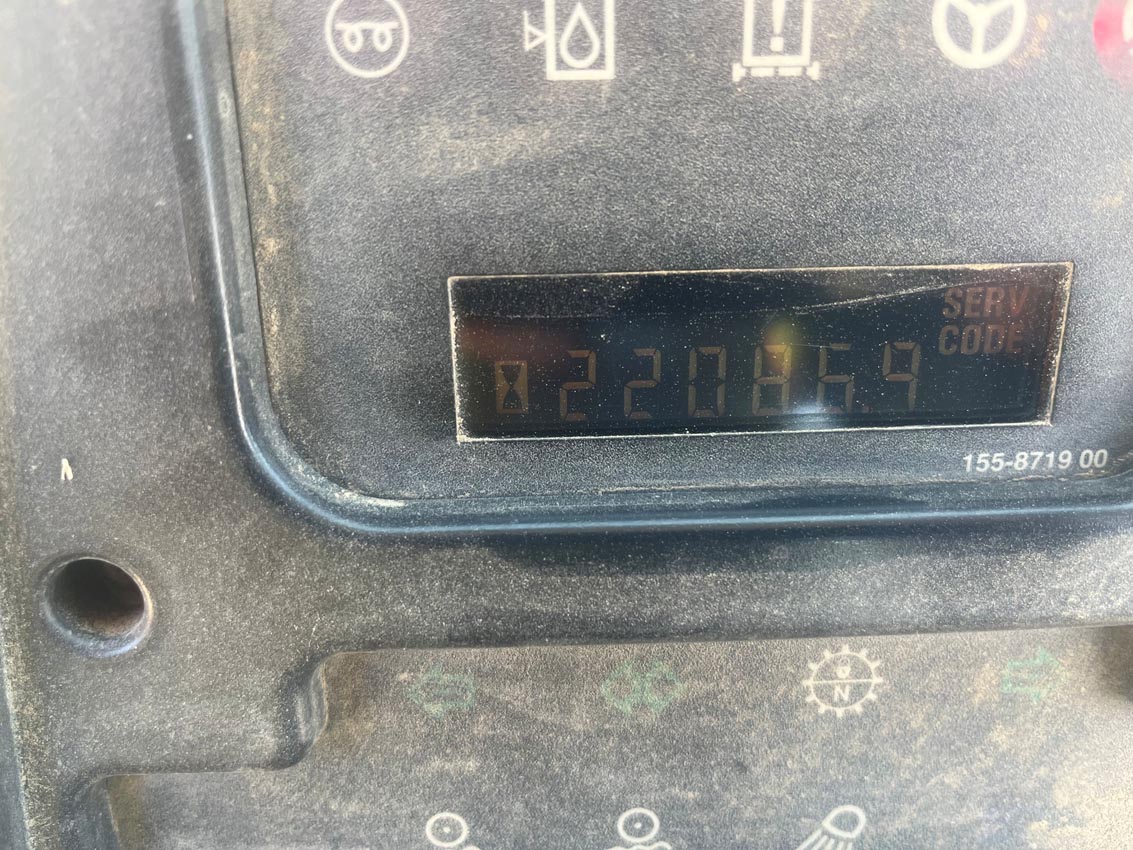 SERV
CODE
22086.9
155-8719 00
N